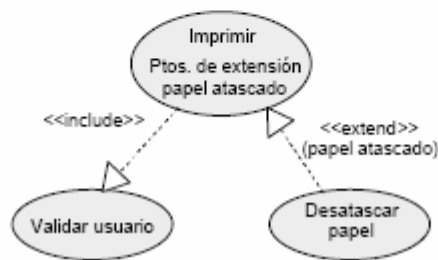 Imprimir
Ptos. de extensión
papel atascado
<<include>>
<<extend>>
(papel atascado)
Validar usuario
Desatascar
papel